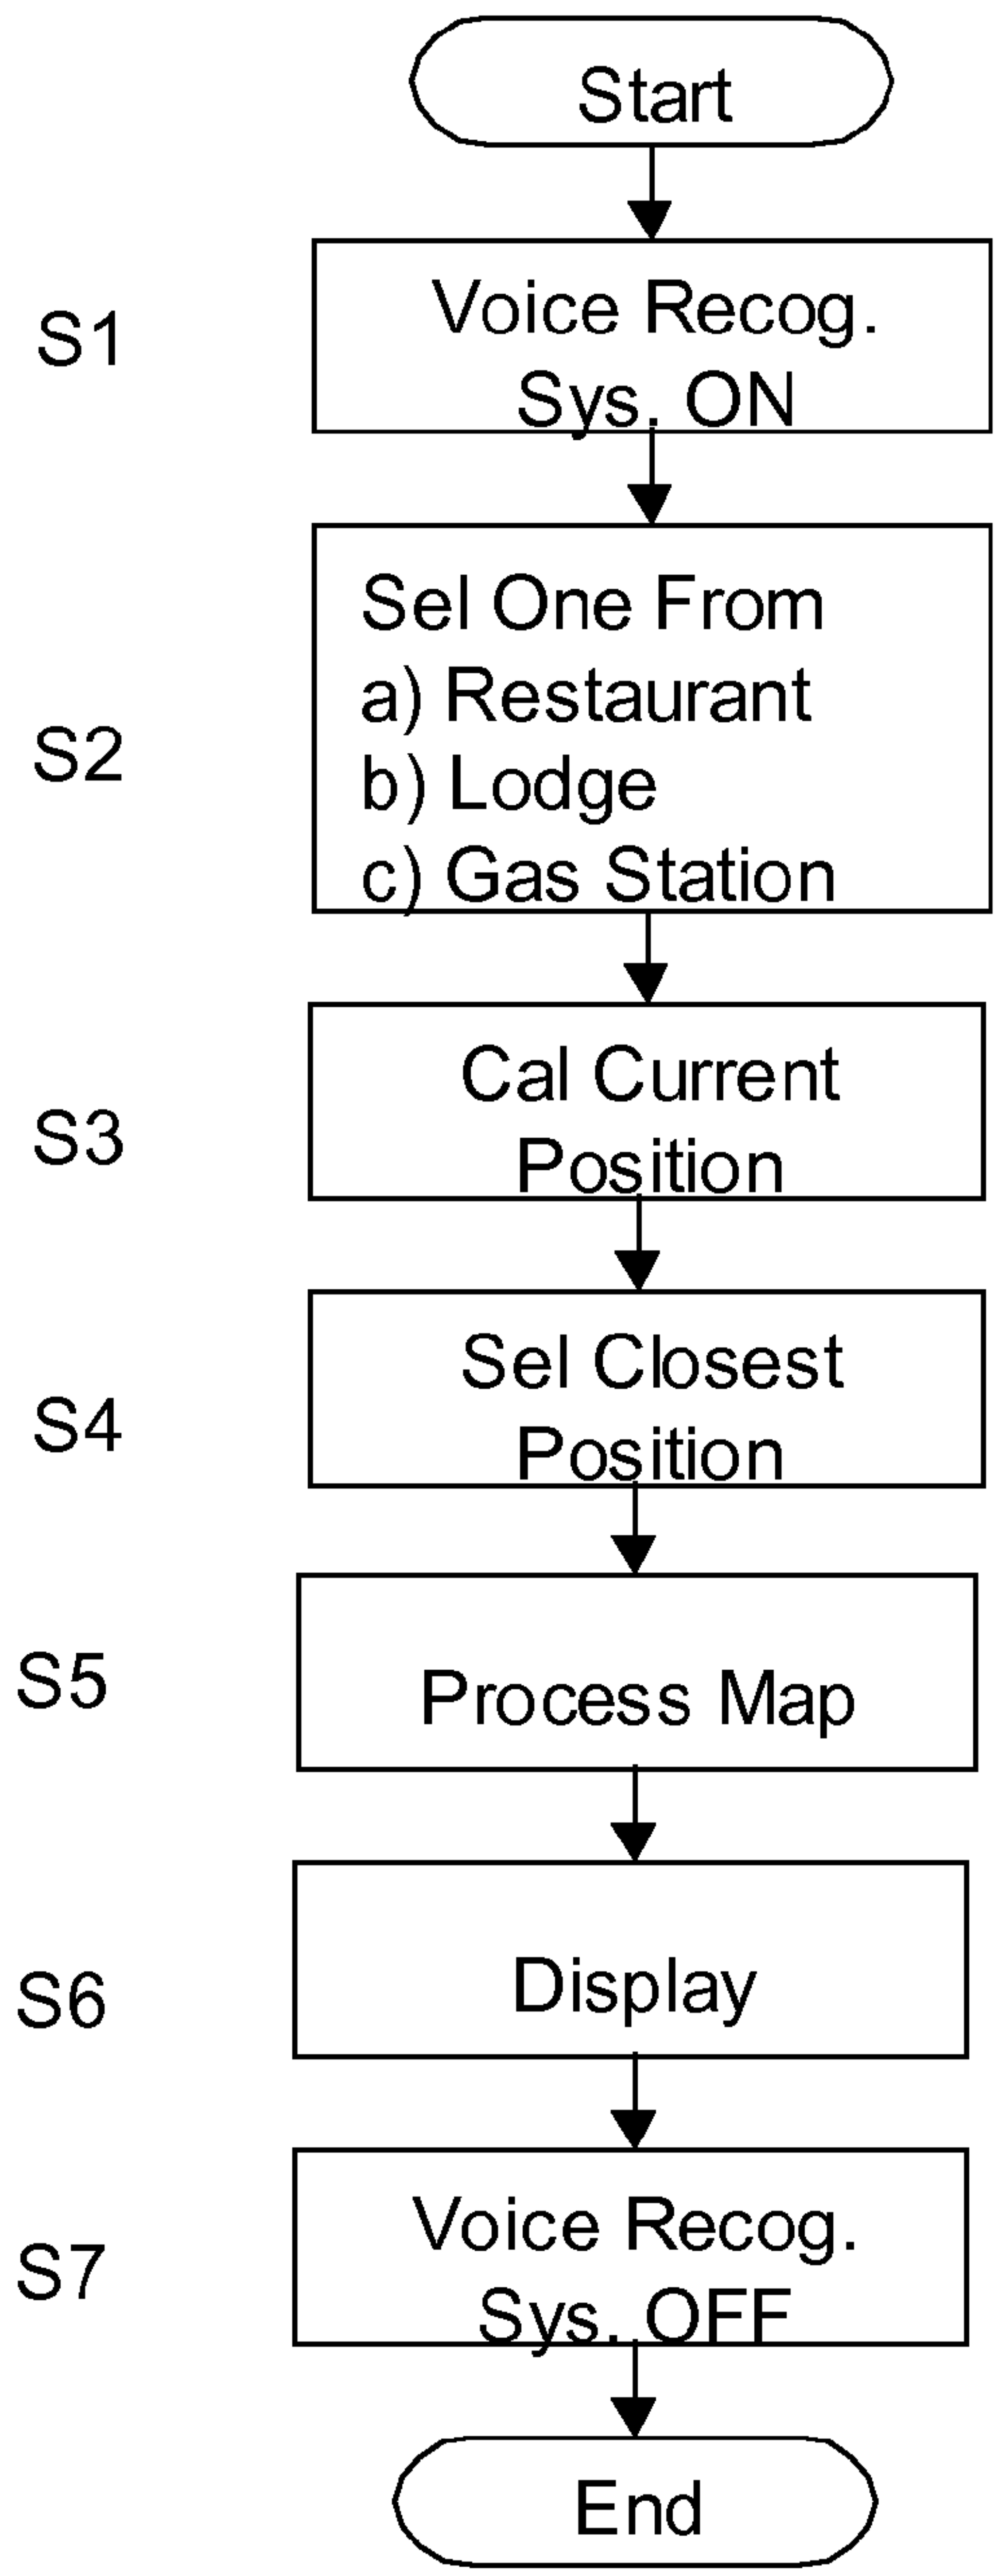 Start
S1
Voice Recog.
Sys. ON
S2
Sel One From
a) Restaurant
b) Lodge
c) Gas Station
S3
Cal Current
Position
S4
Sel Closest
Position
S5
Process Map
S6
Display
S7
Voice Recog.
Sys. OFF
End